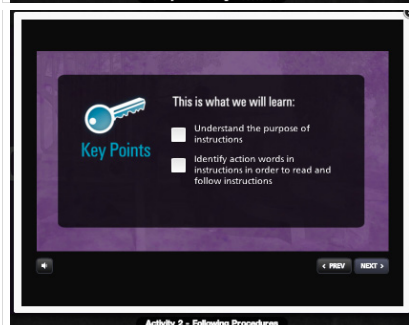 This is what we will learn:
Key Points
Understand the purpose of
instructions
Identify action words in
instructions in order to read and
follow instructions
< PREV
NEXT >
Activity 2 - Following Procedures